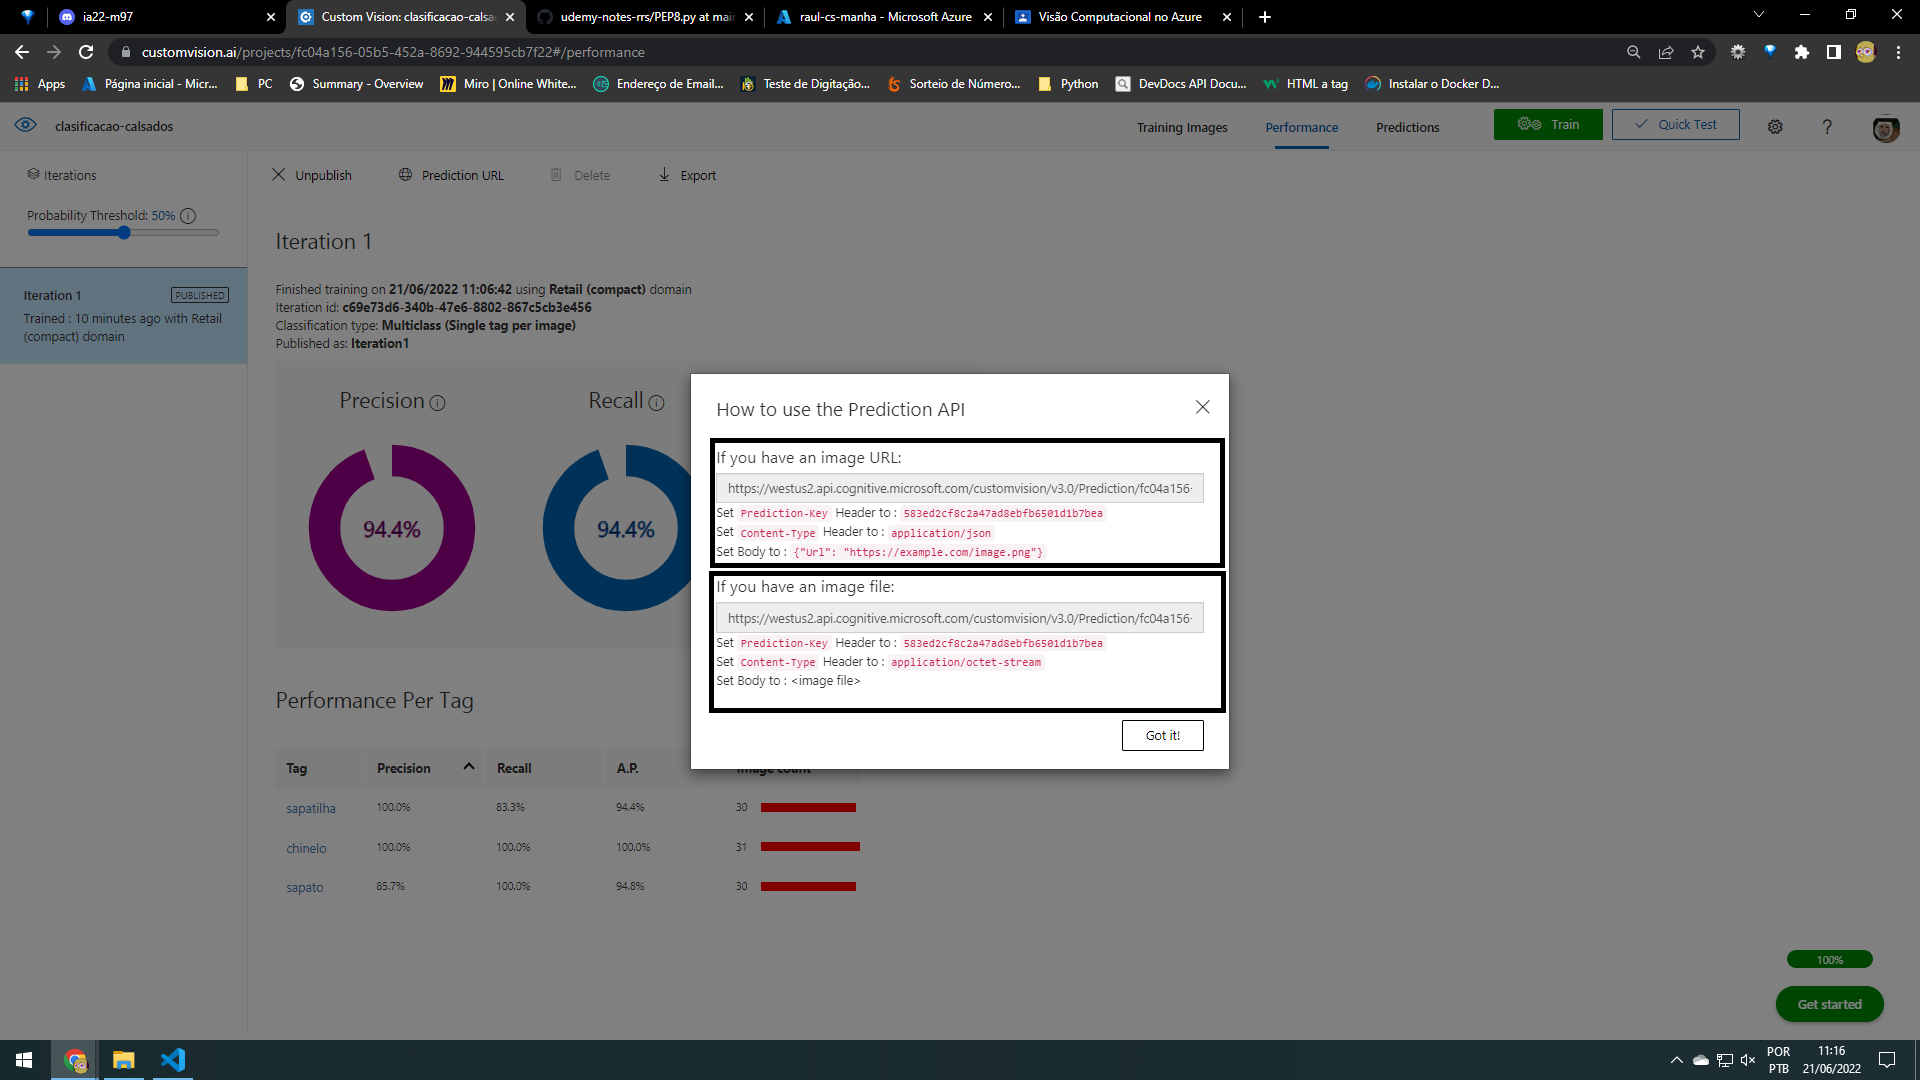 ia22-m97
Custom Vision: clasificacao-calsa
udemy-notes-rrs/PEP8.py at mai
raul-cs-manha - Microsoft Azure
Visão Computacional no Azure
customvision.ai/projects/fc04a156-05b5-452a-8692-944595cb7f22#/performance
Apps
Página inicial - Micr...
PC
Summary - Overview
Miro | Online White...
Endereço de Email...
Teste de Digitação...
Sorteio de Número...
Python
DevDocs API Docu...
HTML a tag
Instalar o Docker D...
clasificacao-calsados
Training Images
Performance
Predictions
Train
Quick Test
Iterations
Unpublish
Prediction URL
Delete
Export
Probability Threshold: 50%
Iteration 1
PUBLISHED
Trained : 10 minutes ago with Retail
(compact) domain
Iteration 1
Finished training on 21/06/2022 11:06:42 using Retail (compact) domain
Iteration id: c69e73d6-340b-47e6-8802-867c5cb3e456
Classification type: Multiclass (Single tag per image)
Published as: Iteration1
Precision
94.4%
Recall
94.4%
How to use the Prediction API
If you have an image URL:
https://westus2.api.cognitive.microsoft.com/customvision/v3.0/Prediction/fc04a156-
Set Prediction-Key Header to : 583ed2cf8c2a47ad8ebfb6501d1b7bea
Set Content-Type Header to : application/json
Set Body to : {"Url": "https://example.com/image.png"}
If you have an image file:
https://westus2.api.cognitive.microsoft.com/customvision/v3.0/Prediction/fc04a156-
Set Prediction-Key Header to : 583ed2cf8c2a47ad8ebfb6501d1b7bea
Set Content-Type Header to : application/octet-stream
Set Body to : <image file>
Got it!
Performance Per Tag
Tag Precision Recall A.P. Image count
sapatilha 100.0% 83.3% 94.4% 30
chinelo 100.0% 100.0% 100.0% 31
sapato 85.7% 100.0% 94.8% 30
100%
Get started
POR
PTB
11:16
21/06/2022